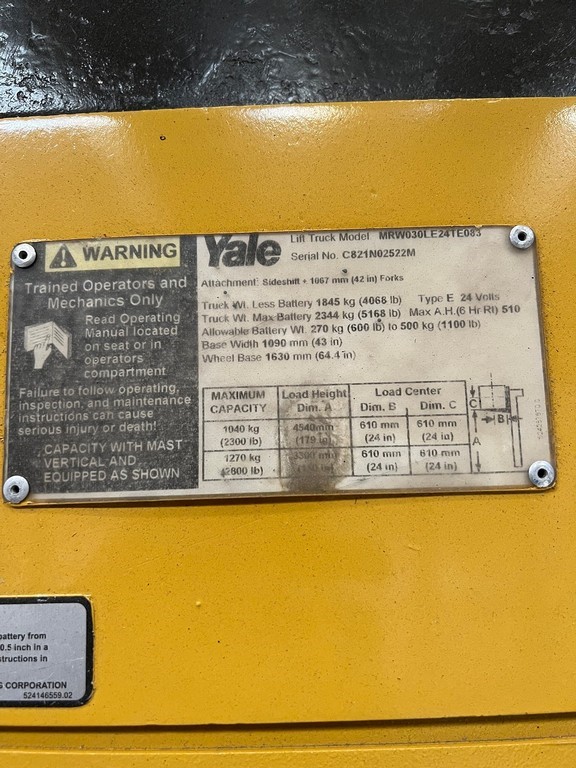 WARNING
Trained Operators and
Mechanics Only
Read Operating
Manual located
on seat or in
operators
compartment
Failure to follow operating,
inspection, and maintenance
instructions can cause
serious injury or death!
CAPACITY WITH MAST
VERTICAL AND
EQUIPPED AS SHOWN
Yale
Lift Truck Model MRW030LE24TE083
Serial No. C821N02522M
Attachment: Sideshift + 1067 mm (42 in) Forks
Truck Wt. Less Battery 1845 kg (4068 lb) Type E 24 Volts
Truck Wt. Max Battery 2344 kg (5168 lb) Max A.H.(6 Hr Rt) 510
Allowable Battery Wt. 270 kg (600 lb) to 500 kg (1100 lb)
Base Width 1090 mm (43 in)
Wheel Base 1630 mm (64.4 in)
MAXIMUM CAPACITY Load Height Dim. A Load Center Dim. B Dim. C
1040 kg 4540mm 610 mm 610 mm
(2300 lb) (179 in) (24 in) (24 in)
1270 kg 3300 mm 610 mm 610 mm
(2800 lb) (130 in) (24 in) (24 in)
C
B
A
battery from
0.5 inch in a
structions in
CORPORATION
524146559.02